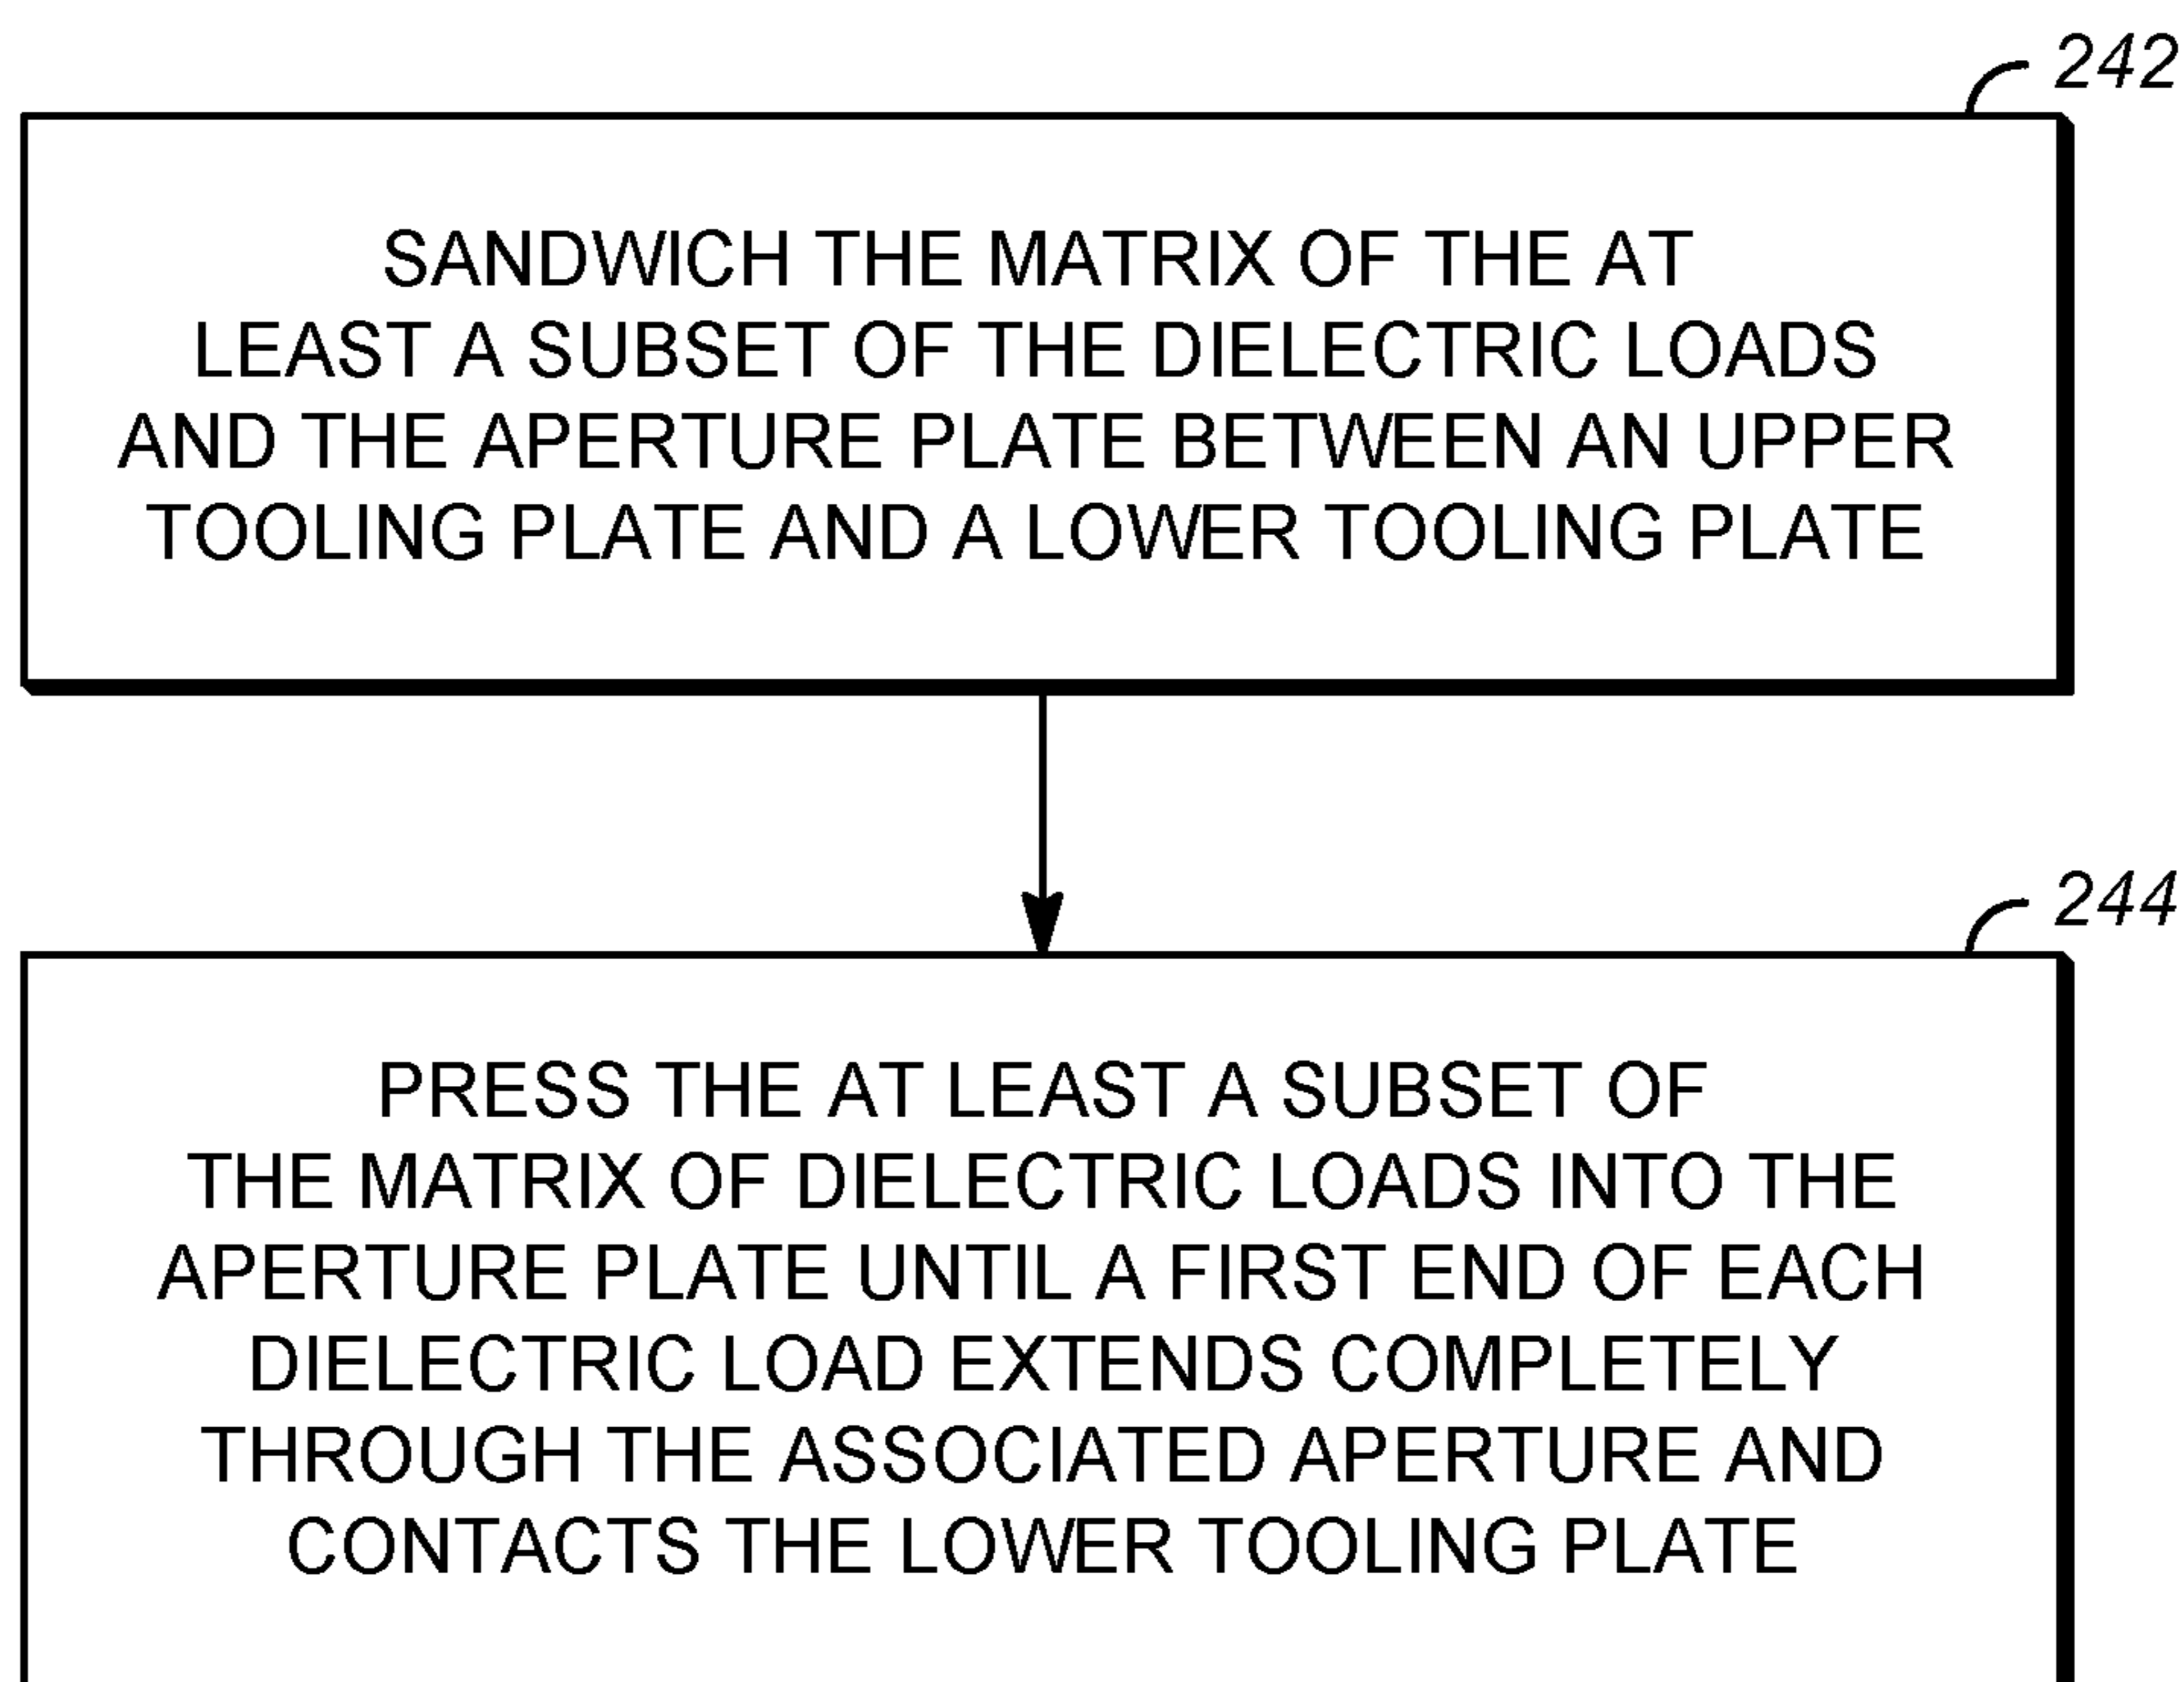 242
SANDWICH THE MATRIX OF THE AT
LEAST A SUBSET OF THE DIELECTRIC LOADS
AND THE APERTURE PLATE BETWEEN AN UPPER
TOOLING PLATE AND A LOWER TOOLING PLATE
244
PRESS THE AT LEAST A SUBSET OF
THE MATRIX OF DIELECTRIC LOADS INTO THE
APERTURE PLATE UNTIL A FIRST END OF EACH
DIELECTRIC LOAD EXTENDS COMPLETELY
THROUGH THE ASSOCIATED APERTURE AND
CONTACTS THE LOWER TOOLING PLATE